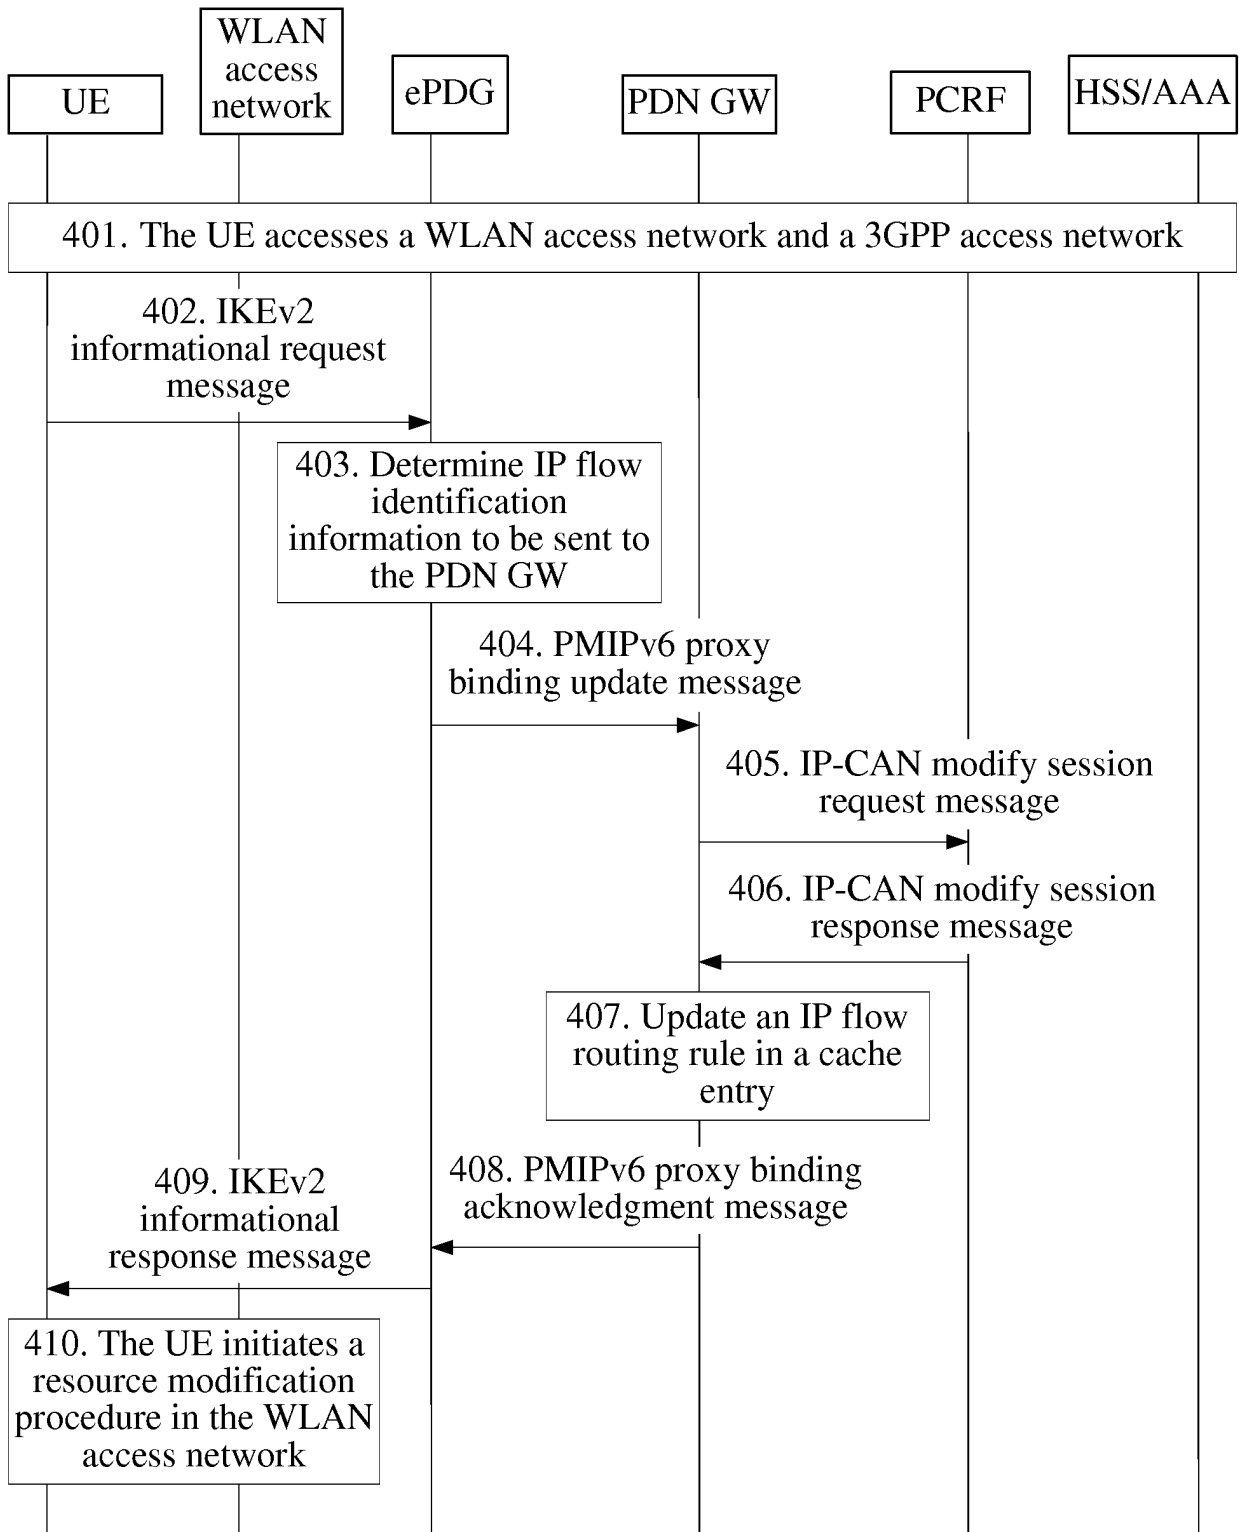 UE
WLAN
access
network
ePDG
PDN GW
PCRF
HSS/AAA
401. The UE accesses a WLAN access network and a 3GPP access network
402. IKEv2
informational request
message
403. Determine IP flow
identification
information to be sent to
the PDN GW
404. PMIPv6 proxy
binding update message
405. IP-CAN modify session
request message
406. IP-CAN modify session
response message
407. Update an IP flow
routing rule in a cache
entry
408. PMIPv6 proxy binding
acknowledgment message
409. IKEv2
informational
response message
410. The UE initiates a
resource modification
procedure in the WLAN
access network